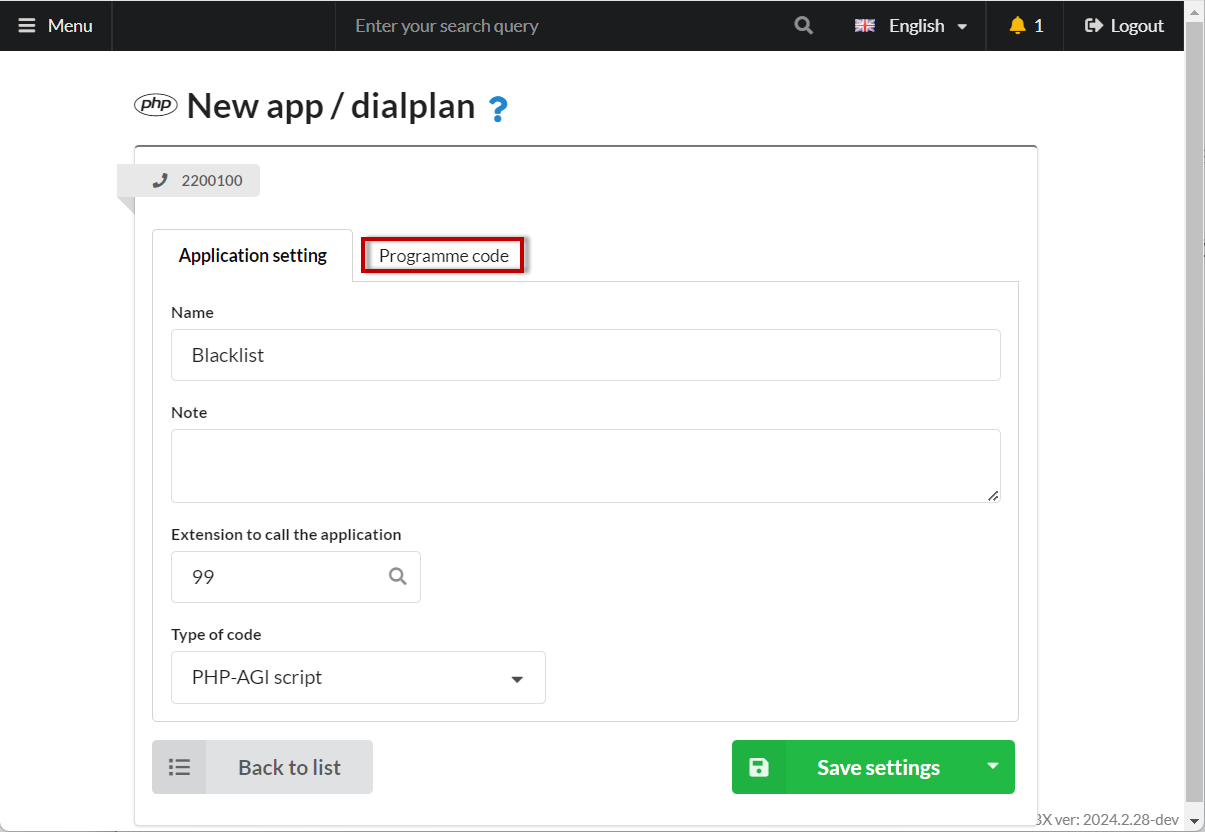 Menu
Enter your search query
English
1
Logout
php New app / dialplan ?
2200100
Application setting
Programme code
Name
Blacklist
Note
Extension to call the application
99
Type of code
PHP-AGI script
Back to list
Save settings
ver: 2024.2.28-dev